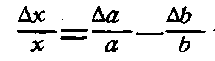 Δx/x = Δa/a − Δb/b